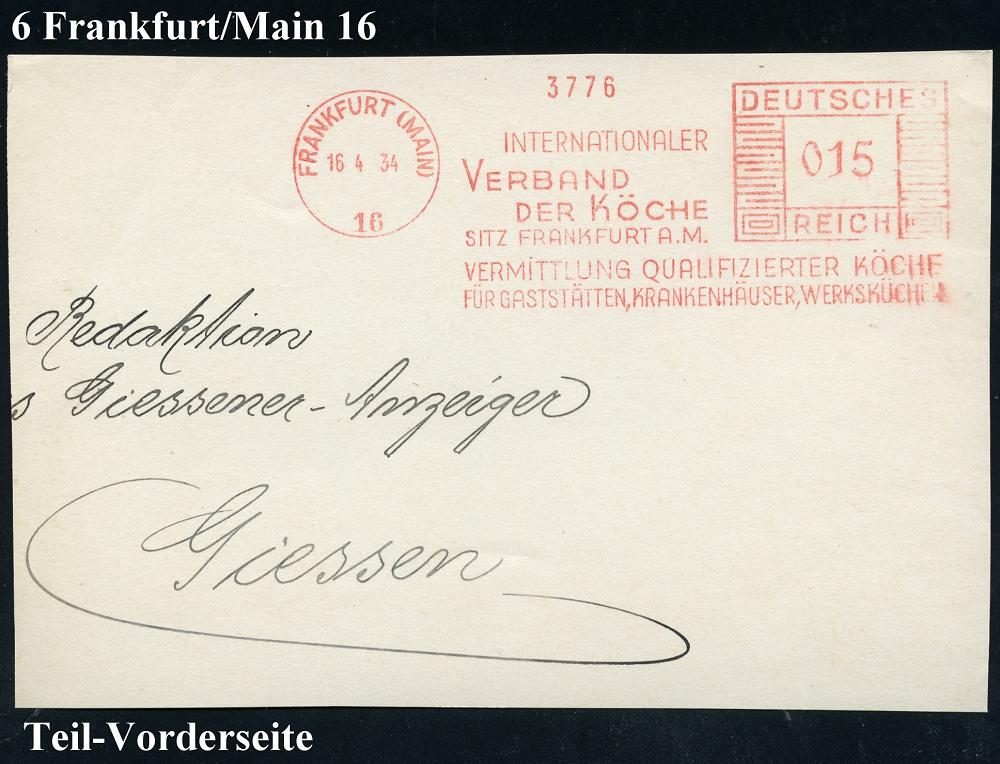 6 Frankfurt/Main 16
3776
FRANKFURT (MAIN)
16 4 34
16
INTERNATIONALER
VERBAND
DER KÖCHE
SITZ FRANKFURT A.M.
VERMITTLUNG QUALIFIZIERTER KÖCHE
FÜR GASTSTÄTTEN, KRANKENHÄUSER, WERKSKÜCHEN
DEUTSCHES
015
REICH
Redaktion
s Giessener-Anzeiger
Giessen
Teil-Vorderseite